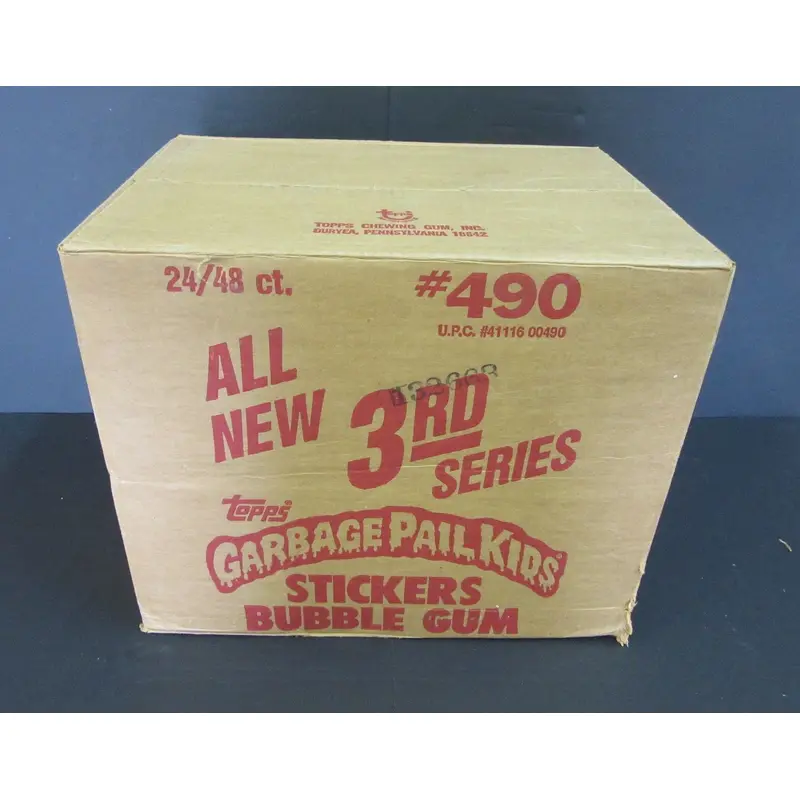 topps
TOPPS CHEWING GUM, INC.
DURYEA, PENNSYLVANIA 18642
24/48 ct.
#490
U.P.C. #41116 00490
ALL
NEW
3RD
SERIES
topps
GARBAGE PAIL KIDS
STICKERS
BUBBLE GUM